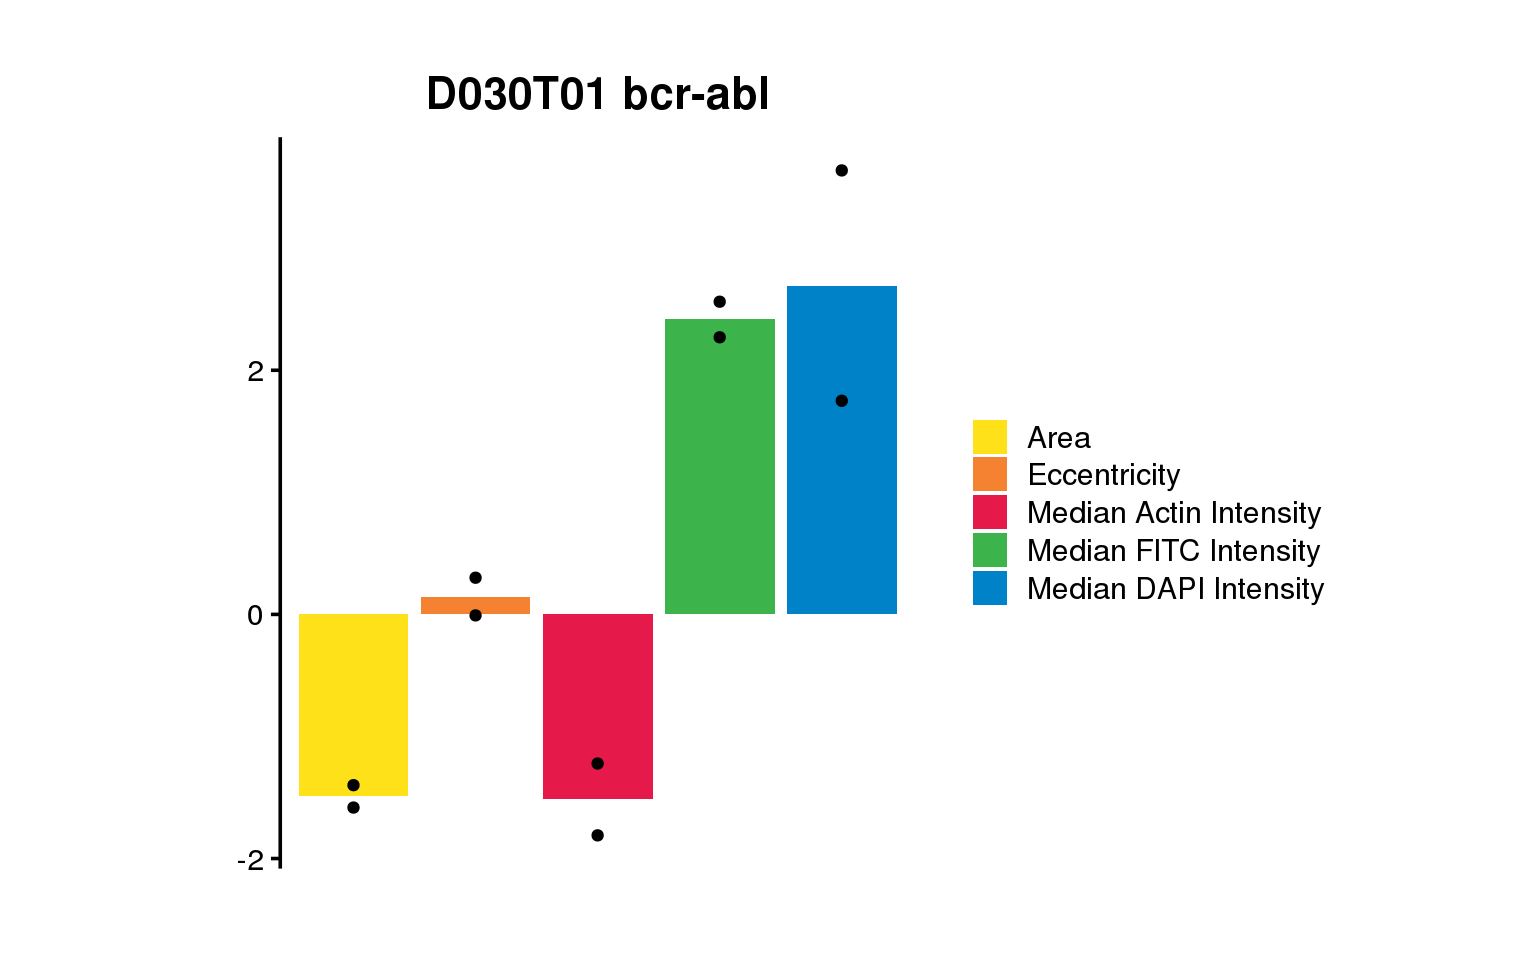 D030T01 bcr-abl
2
0
-2
Area
Eccentricity
Median Actin Intensity
Median FITC Intensity
Median DAPI Intensity